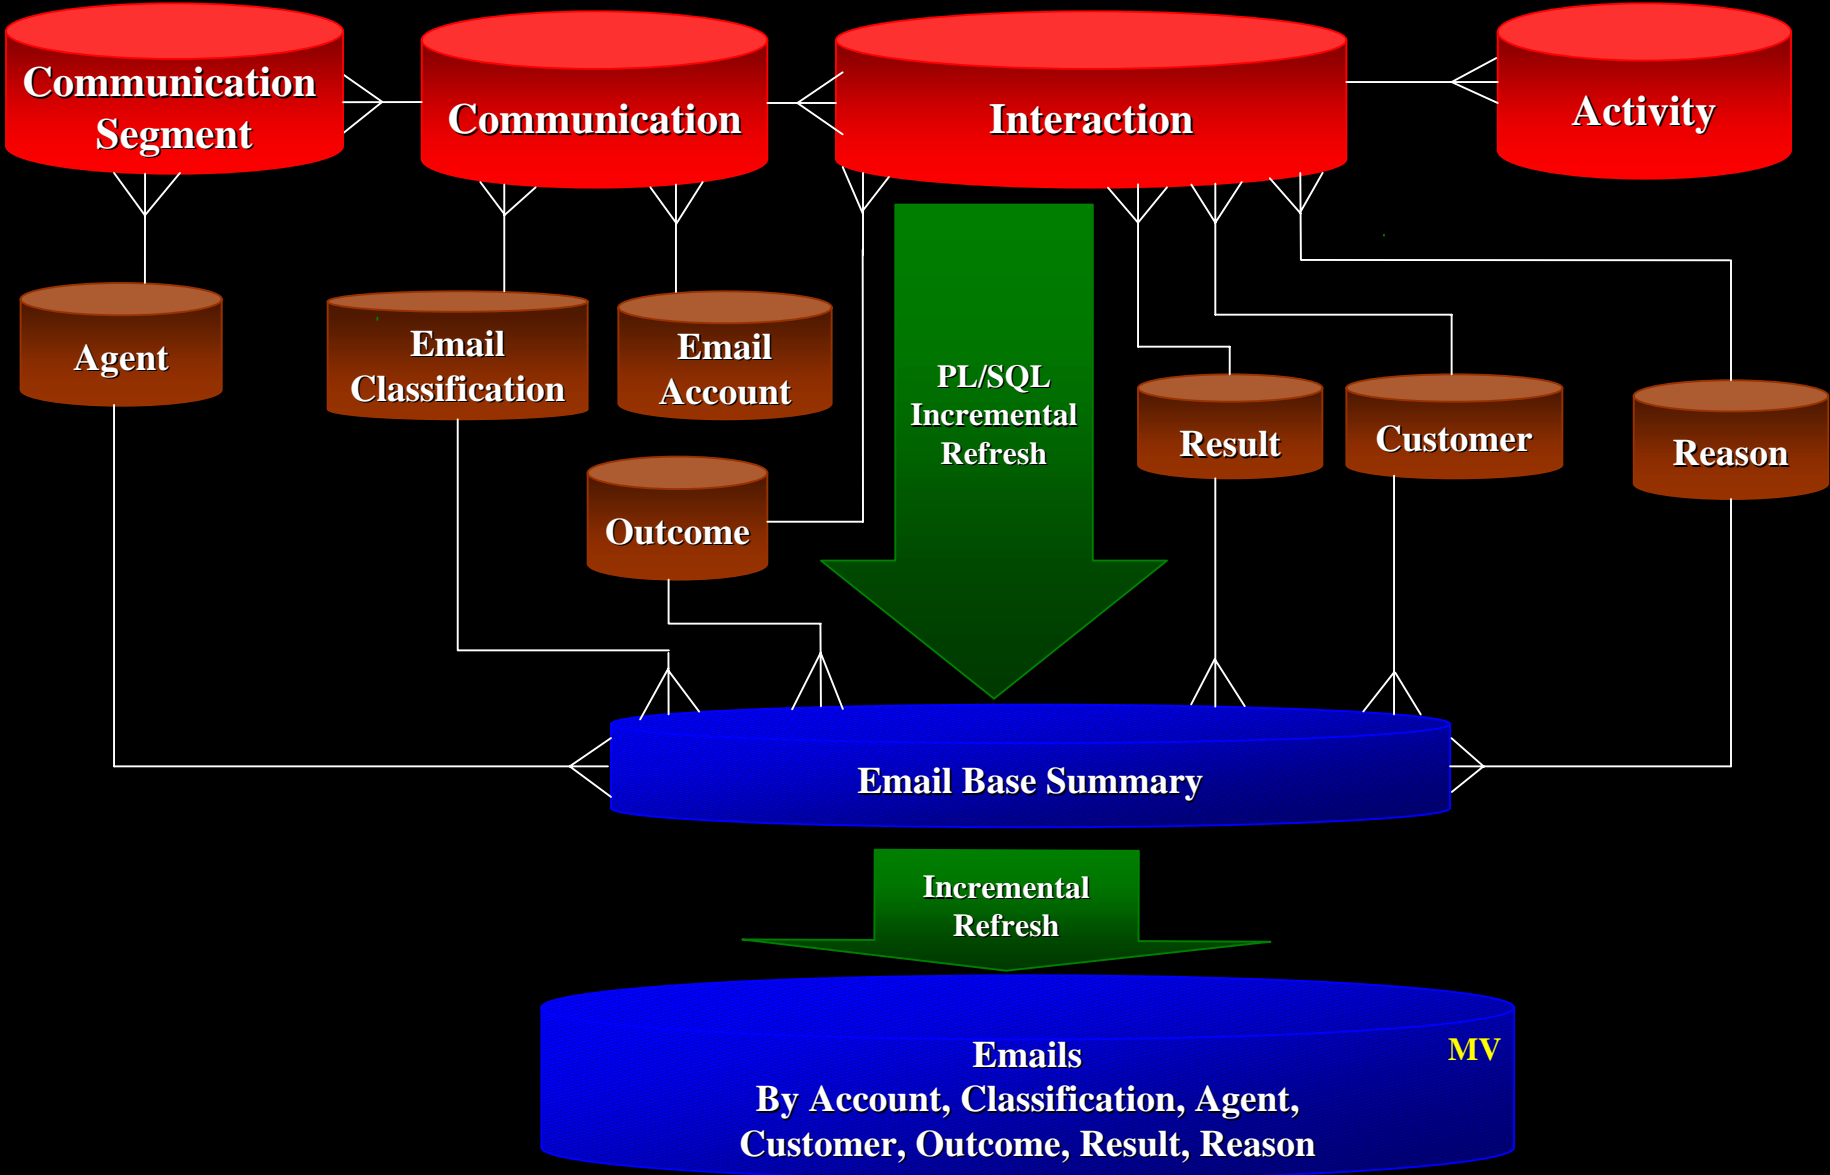 Communication
Segment
Communication
Interaction
Activity
Agent
Email
Classification
Email
Account
PL/SQL
Incremental
Refresh
Result
Customer
Reason
Outcome
Email Base Summary
Incremental
Refresh
MV
Emails
By Account, Classification, Agent,
Customer, Outcome, Result, Reason